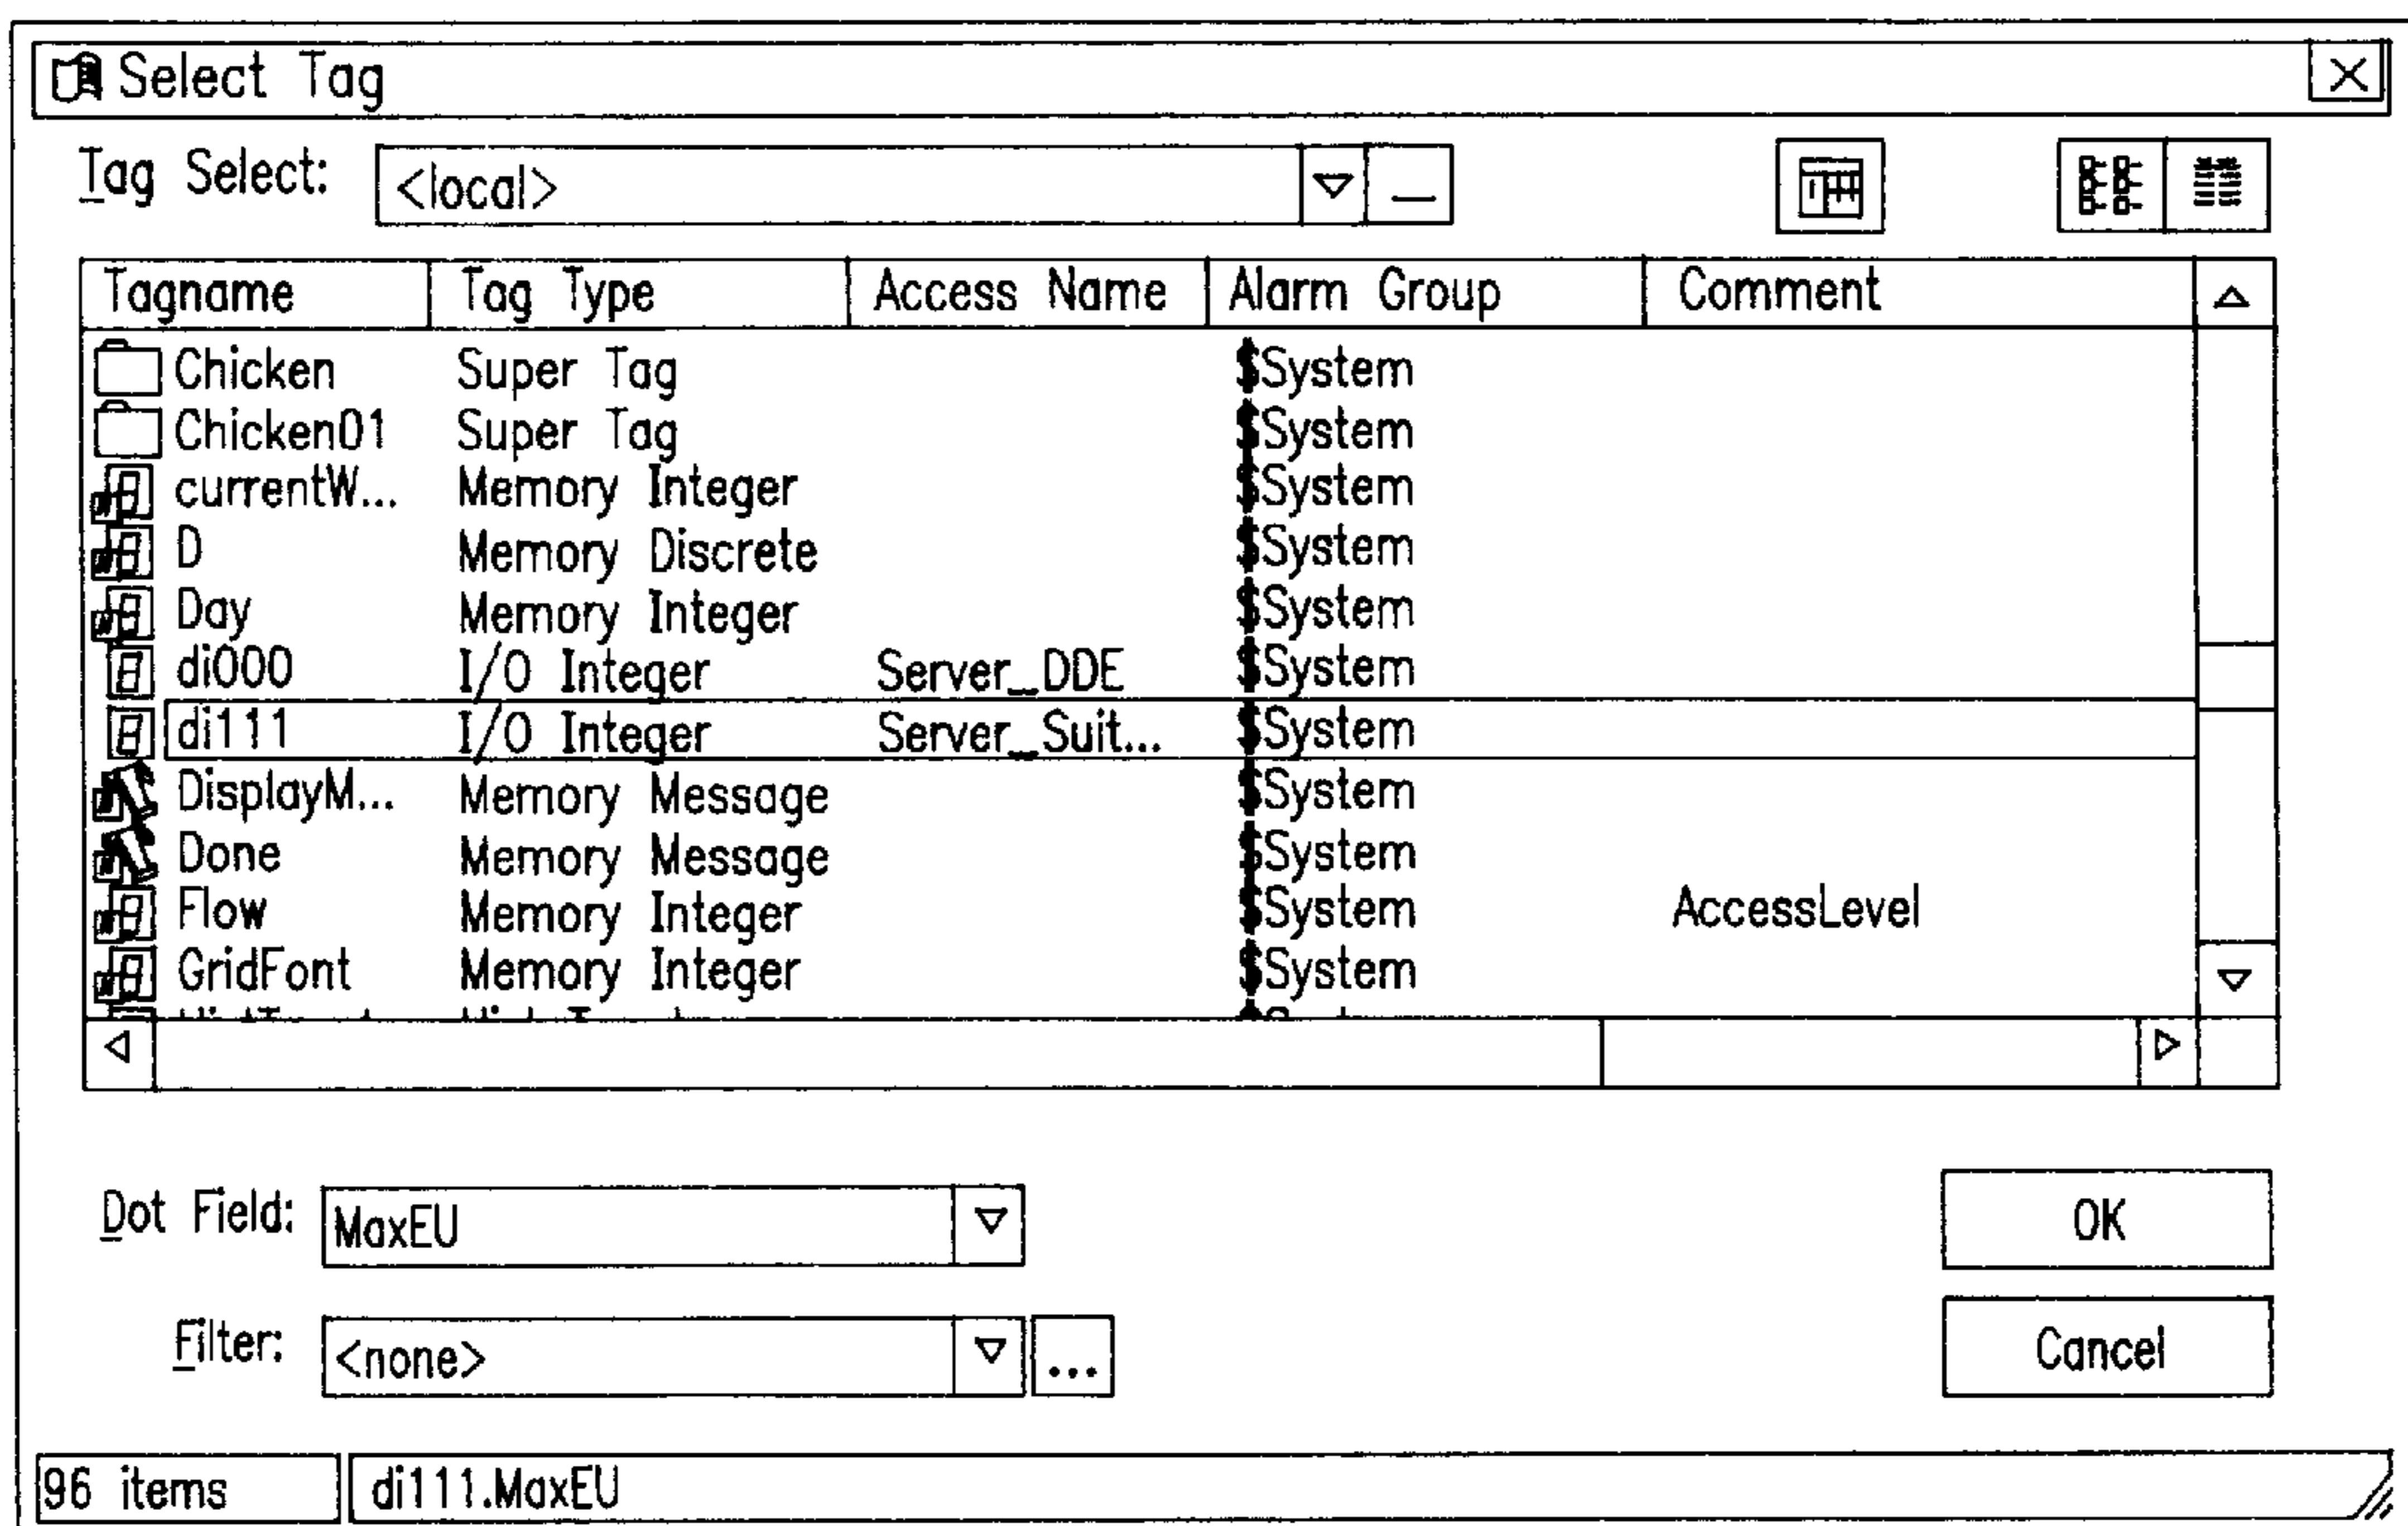 Select Tag
Tag Select: <local>
Tagname Tag Type Access Name Alarm Group Comment
Chicken Super Tag $System
Chicken01 Super Tag $System
currentW... Memory Integer $System
D Memory Discrete $System
Day Memory Integer $System
di000 I/O Integer Server_DDE $System
di111 I/O Integer Server_Suit... $System
DisplayM... Memory Message $System
Done Memory Message $System
Flow Memory Integer $System AccessLevel
GridFont Memory Integer $System
Dot Field: MaxEU
OK
Filter: <none> ...
Cancel
96 items di111.MaxEU